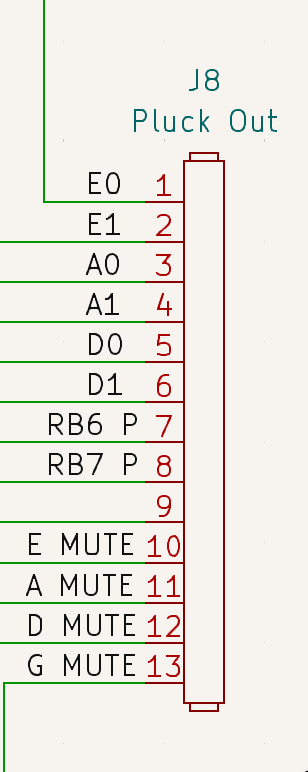 J8
Pluck Out
E0 1
E1 2
A0 3
A1 4
D0 5
D1 6
RB6 P 7
RB7 P 8
9
E MUTE 10
A MUTE 11
D MUTE 12
G MUTE 13